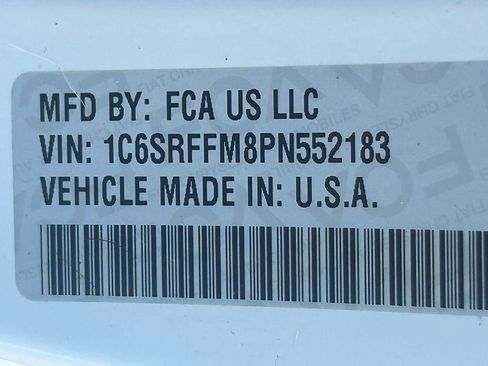 MFD BY: FCA US LLC
VIN: 1C6SRFFM8PN552183
VEHICLE MADE IN: U.S.A.